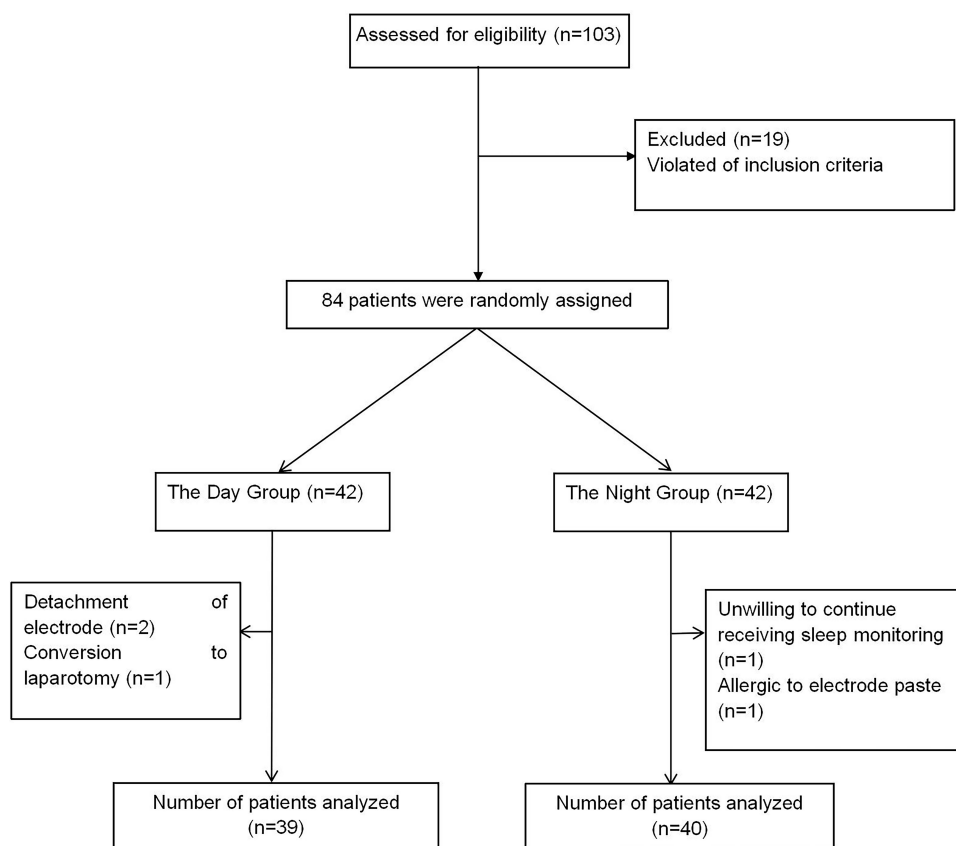 Assessed for eligibility (n=103)
Excluded (n=19)
Violated of inclusion criteria
84 patients were randomly assigned
The Day Group (n=42)
The Night Group (n=42)
Detachment of
electrode (n=2)
Conversion to
laparotomy (n=1)
Unwilling to continue
receiving sleep monitoring
(n=1)
Allergic to electrode paste
(n=1)
Number of patients analyzed
(n=39)
Number of patients analyzed
(n=40)